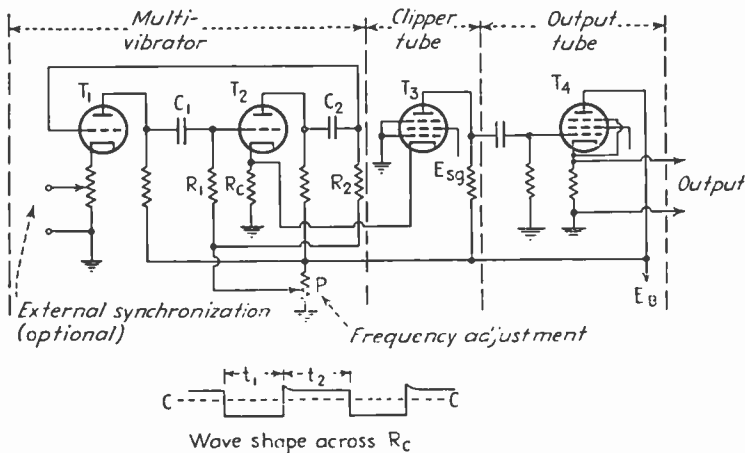 Multi-
vibrator
Clipper
tube
Output
tube
T1
C1
T2
C2
T3
T4
R1
Rc
R2
Esg
Output
P
EB
External synchronization
(optional)
Frequency adjustment
t1
t2
C
C
Wave shape across Rc